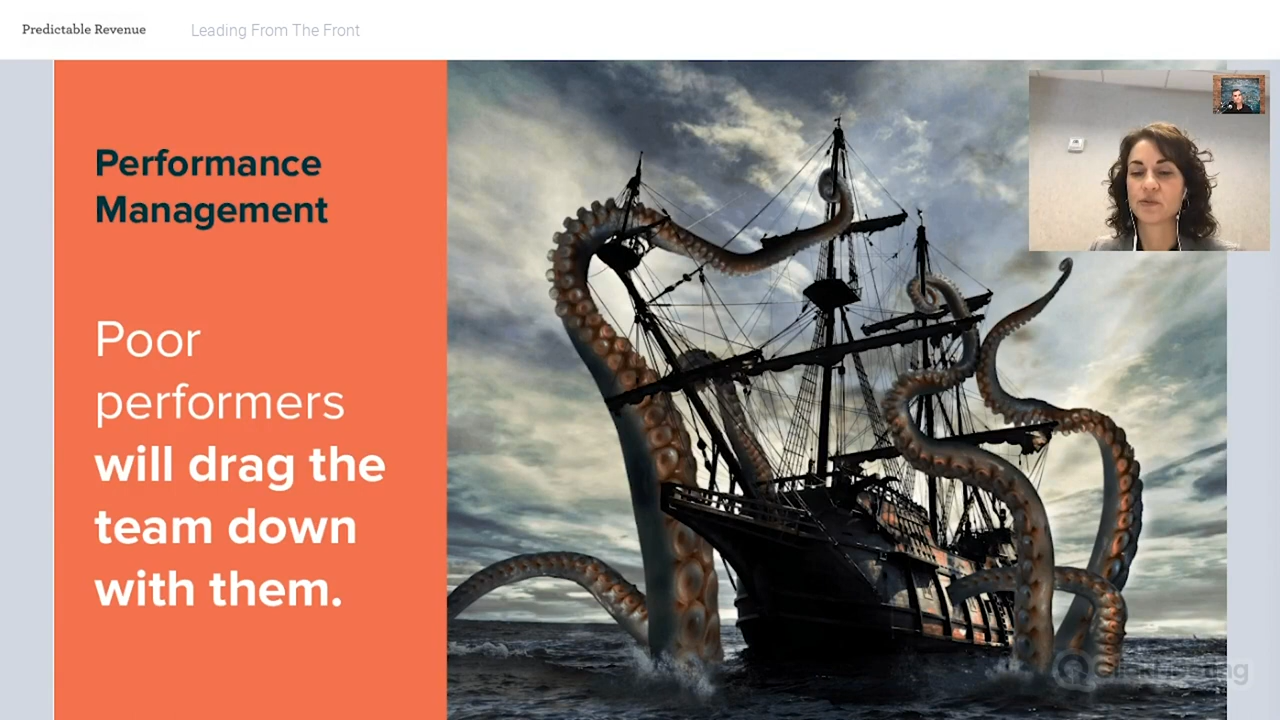 Predictable Revenue
Leading From The Front
Performance
Management
Poor
performers
will drag the
team down
with them.